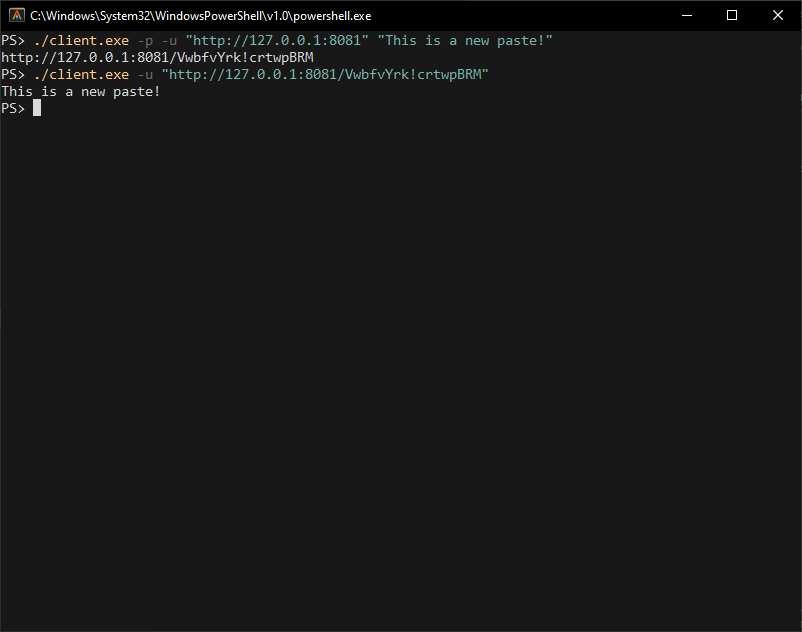 C:\Windows\System32\WindowsPowerShell\v1.0\powershell.exe
PS> ./client.exe -p -u "http://127.0.0.1:8081" "This is a new paste!"
http://127.0.0.1:8081/VwbfvYrk!crtwpBRM
PS> ./client.exe -u "http://127.0.0.1:8081/VwbfvYrk!crtwpBRM"
This is a new paste!
PS>